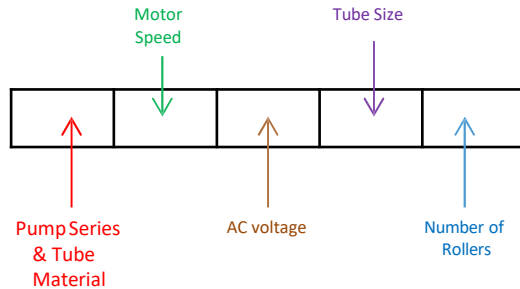 Motor
Speed
Tube Size
Pump Series
& Tube
Material
AC voltage
Number of
Rollers